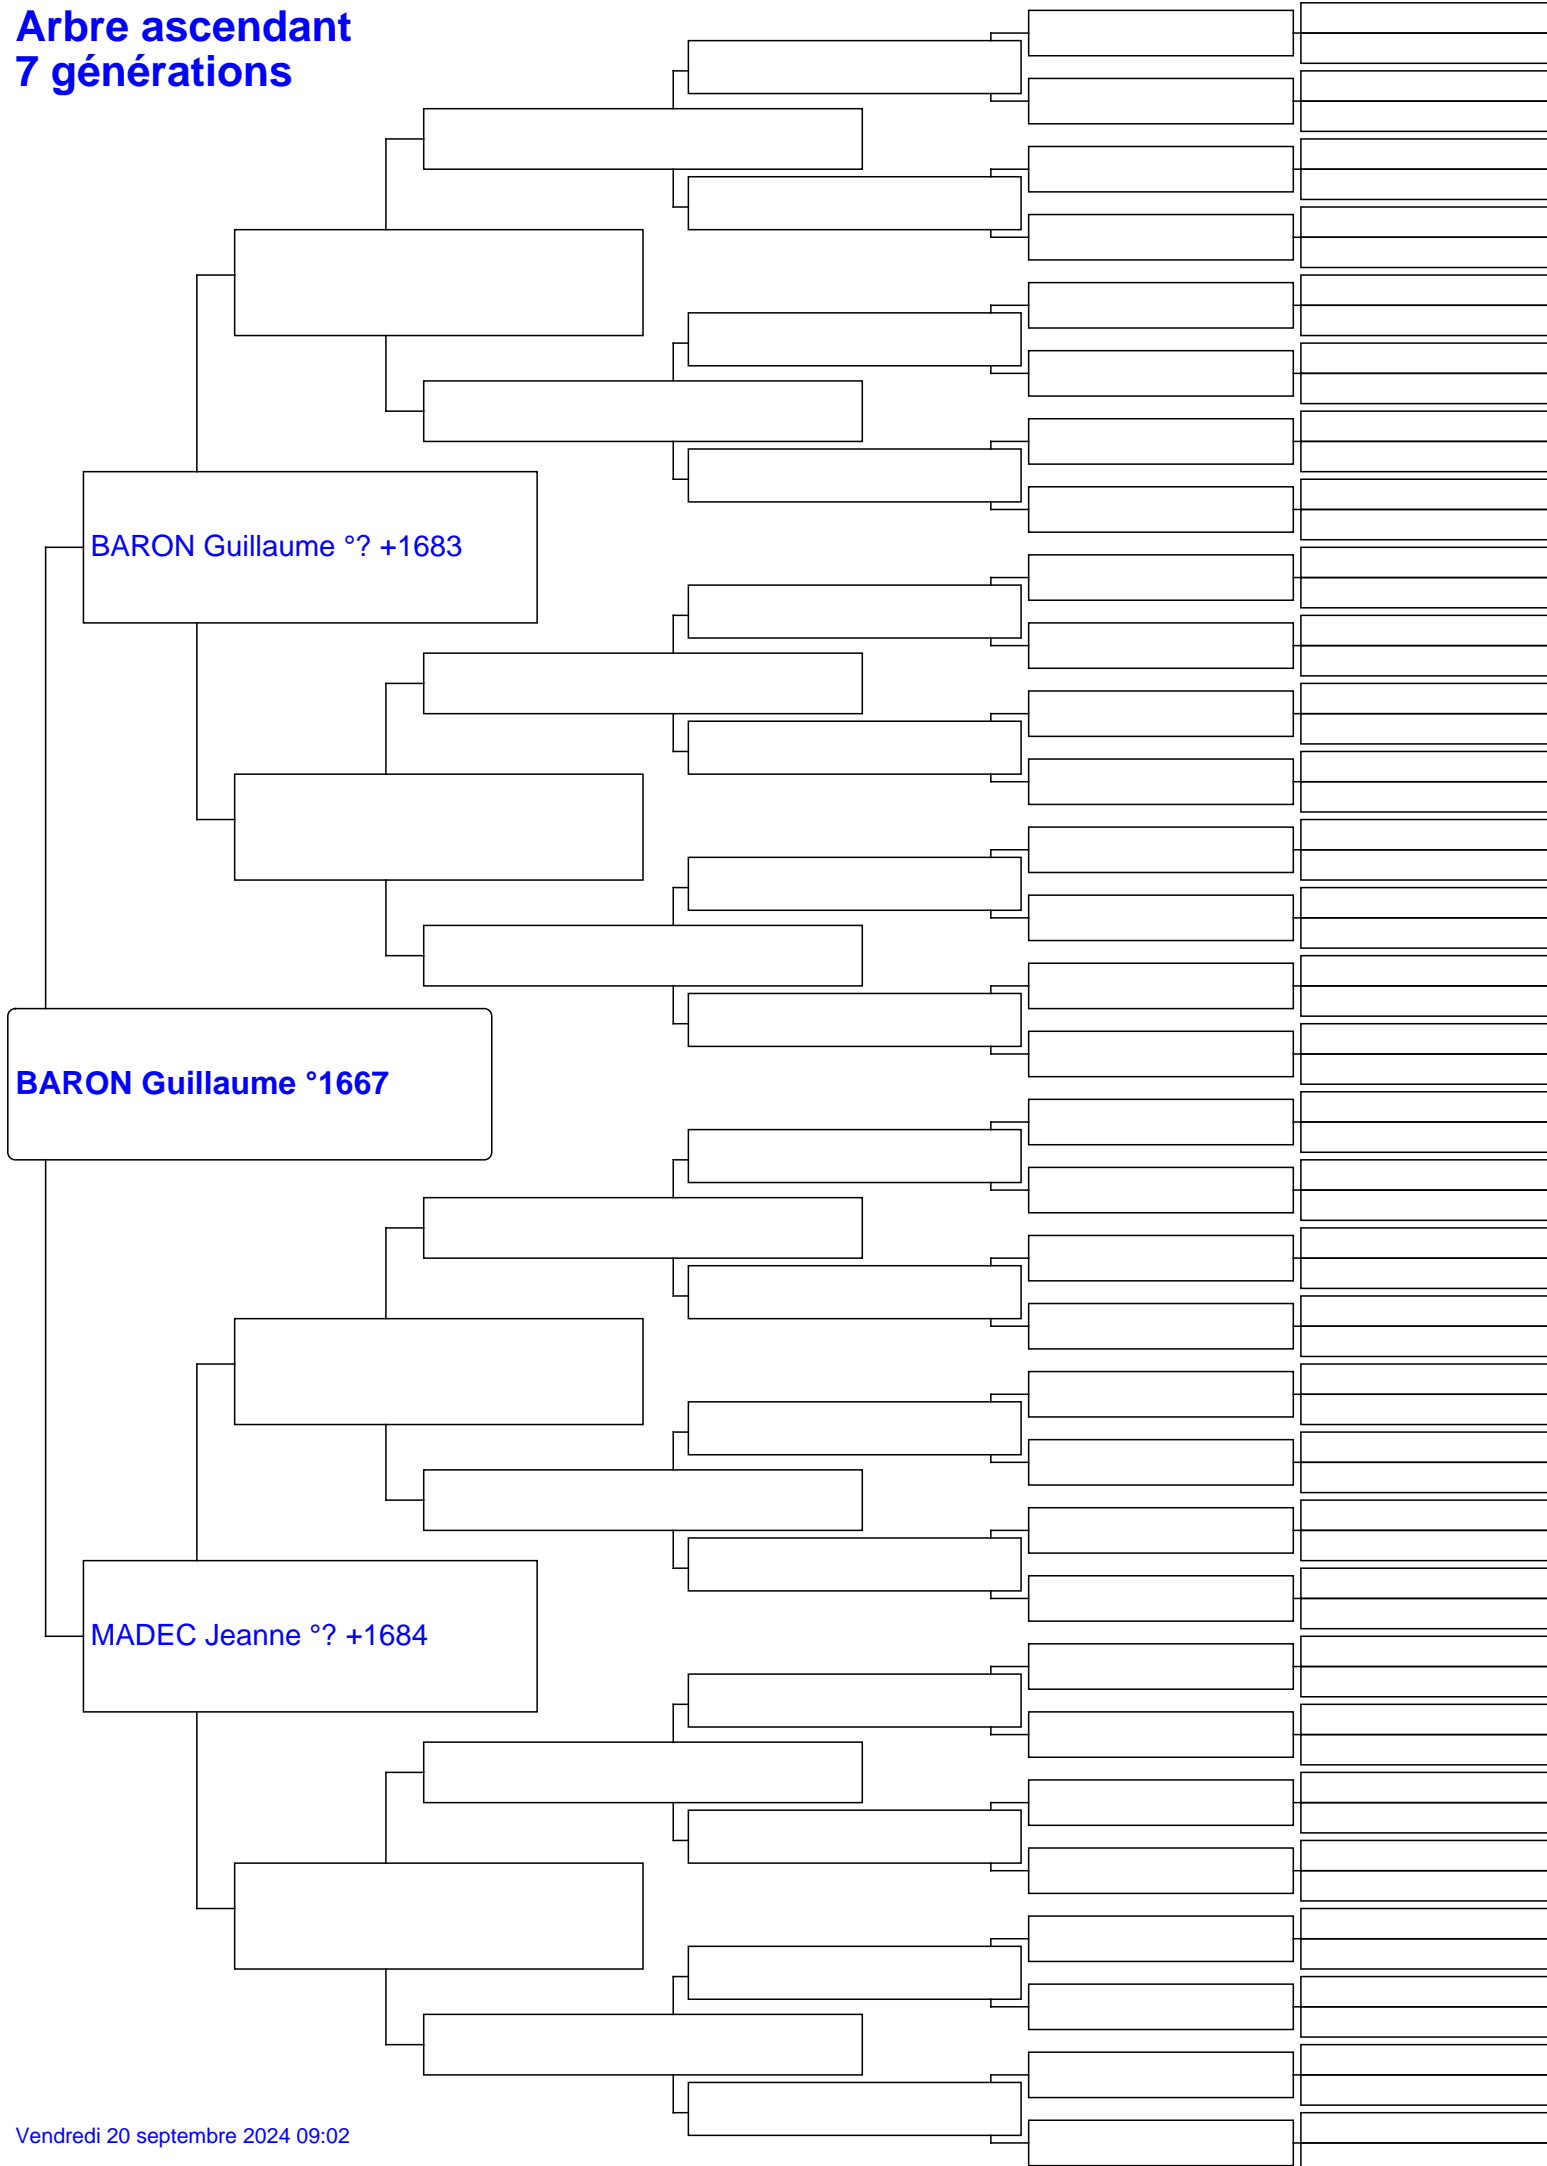 Arbre ascendant
7 générations
BARON Guillaume °? +1683
BARON Guillaume °1667
MADEC Jeanne °? +1684
Vendredi 20 septembre 2024 09:02